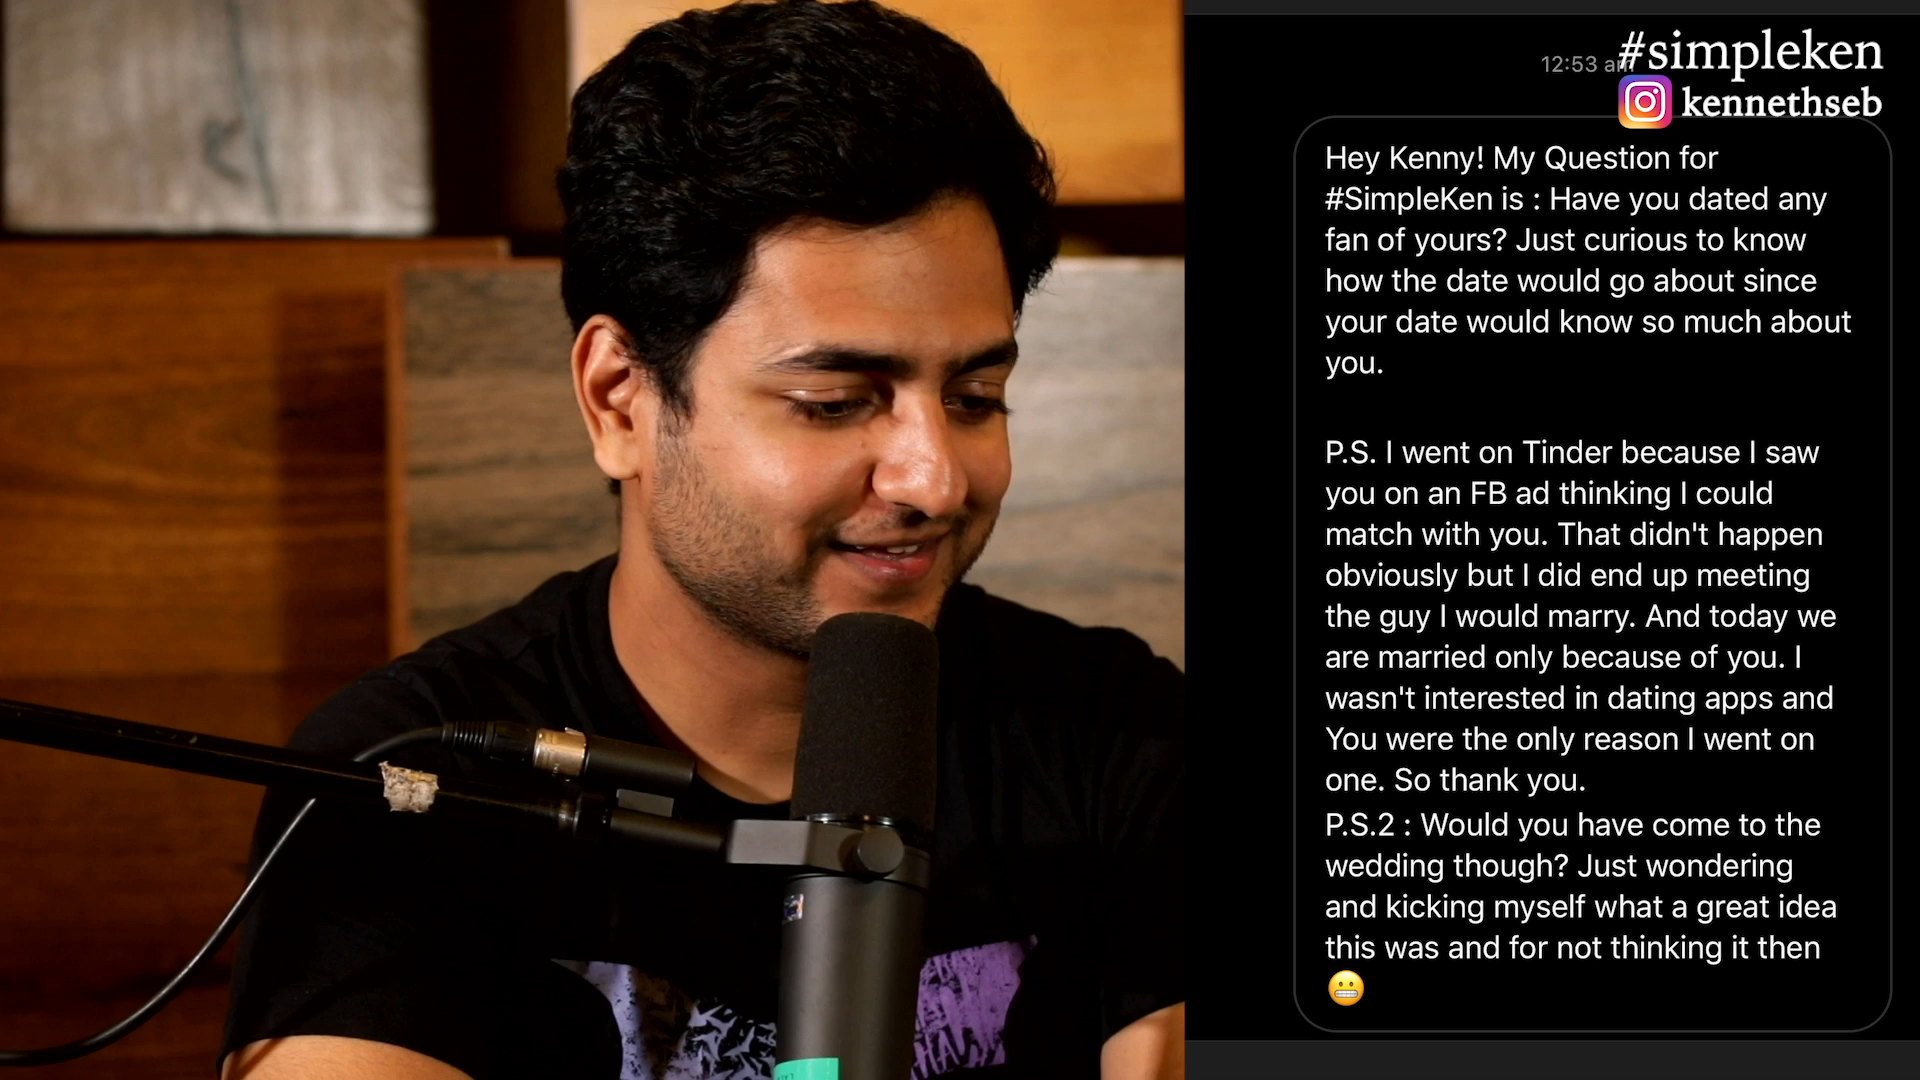 12:53 am
#simpleken
kennethseb
Hey Kenny! My Question for
#SimpleKen is : Have you dated any
fan of yours? Just curious to know
how the date would go about since
your date would know so much about
you.
P.S. I went on Tinder because I saw
you on an FB ad thinking I could
match with you. That didn't happen
obviously but I did end up meeting
the guy I would marry. And today we
are married only because of you. I
wasn't interested in dating apps and
You were the only reason I went on
one. So thank you.
P.S.2 : Would you have come to the
wedding though? Just wondering
and kicking myself what a great idea
this was and for not thinking it then
😬